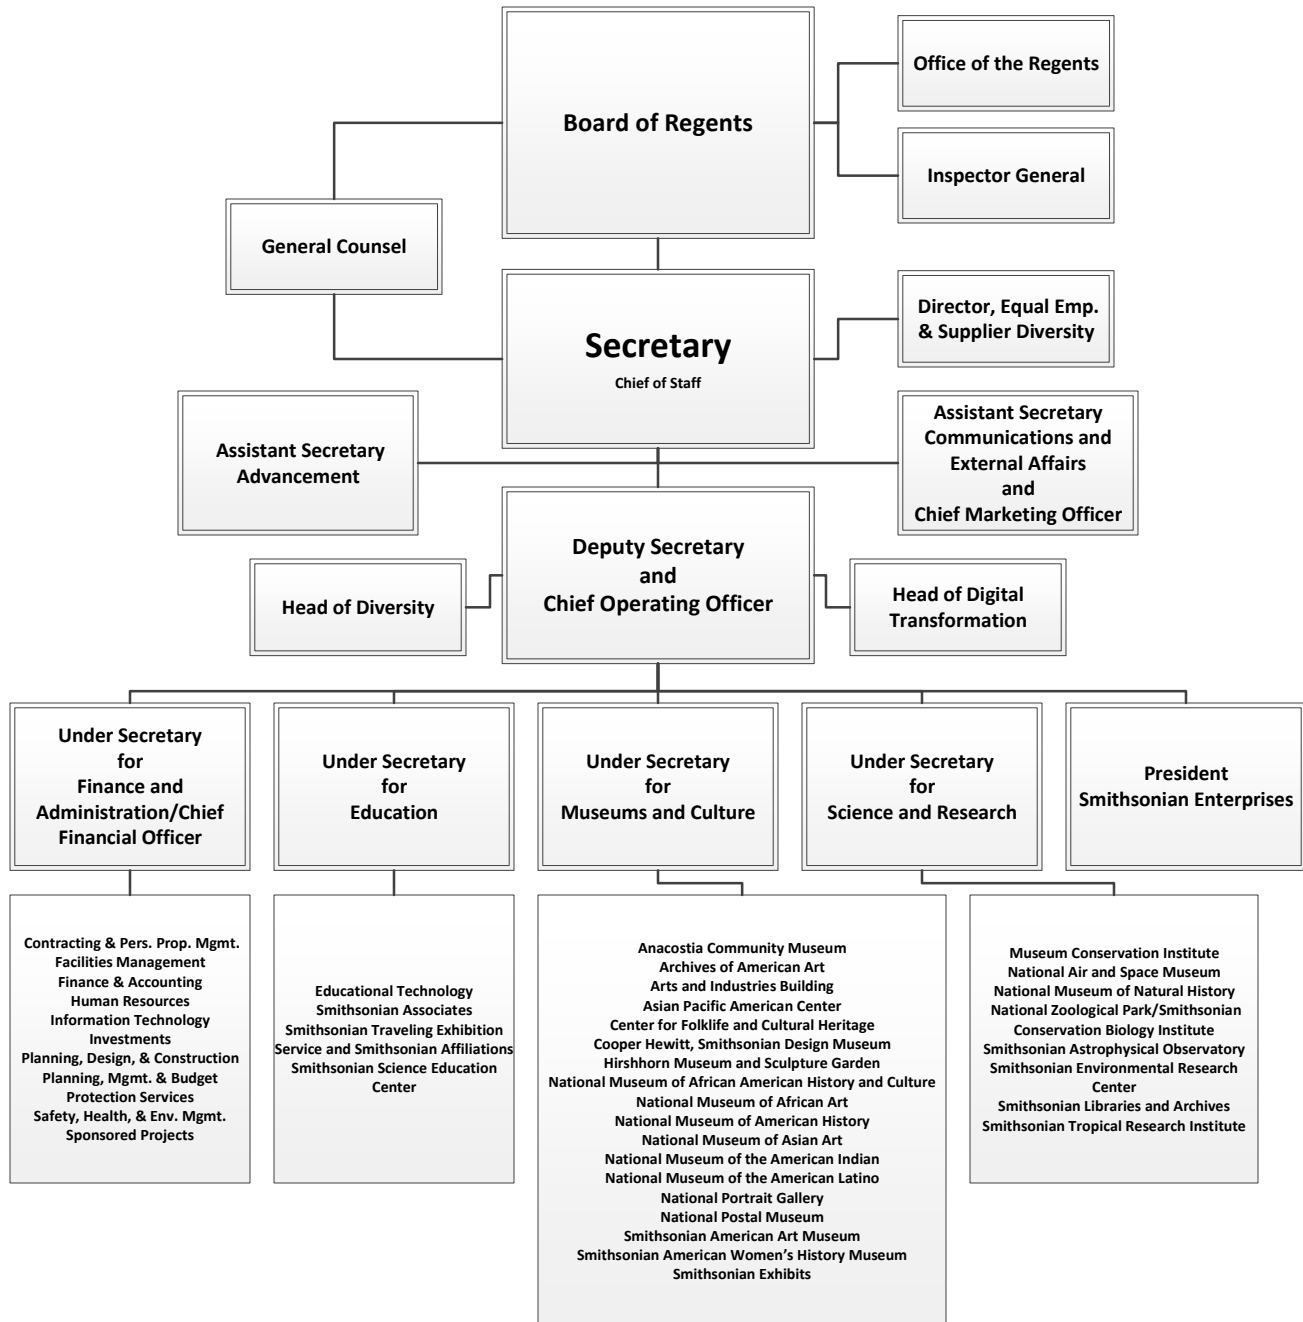 Board of Regents
Office of the Regents
Inspector General
General Counsel
Secretary
Chief of Staff
Director, Equal Emp.
& Supplier Diversity
Assistant Secretary
Advancement
Assistant Secretary
Communications and
External Affairs
and
Chief Marketing Officer
Deputy Secretary
and
Chief Operating Officer
Head of Diversity
Head of Digital
Transformation
Under Secretary
for
Finance and
Administration/Chief
Financial Officer
Under Secretary
for
Education
Under Secretary
for
Museums and Culture
Under Secretary
for
Science and Research
President
Smithsonian Enterprises
Contracting & Pers. Prop. Mgmt.
Facilities Management
Finance & Accounting
Human Resources
Information Technology
Investments
Planning, Design, & Construction
Planning, Mgmt. & Budget
Protection Services
Safety, Health, & Env. Mgmt.
Sponsored Projects
Educational Technology
Smithsonian Associates
Smithsonian Traveling Exhibition
Service and Smithsonian Affiliations
Smithsonian Science Education
Center
Anacostia Community Museum
Archives of American Art
Arts and Industries Building
Asian Pacific American Center
Center for Folklife and Cultural Heritage
Cooper Hewitt, Smithsonian Design Museum
Hirshhorn Museum and Sculpture Garden
National Museum of African American History and Culture
National Museum of African Art
National Museum of American History
National Museum of Asian Art
National Museum of the American Indian
National Museum of the American Latino
National Portrait Gallery
National Postal Museum
Smithsonian American Art Museum
Smithsonian American Women’s History Museum
Smithsonian Exhibits
Museum Conservation Institute
National Air and Space Museum
National Museum of Natural History
National Zoological Park/Smithsonian
Conservation Biology Institute
Smithsonian Astrophysical Observatory
Smithsonian Environmental Research
Center
Smithsonian Libraries and Archives
Smithsonian Tropical Research Institute